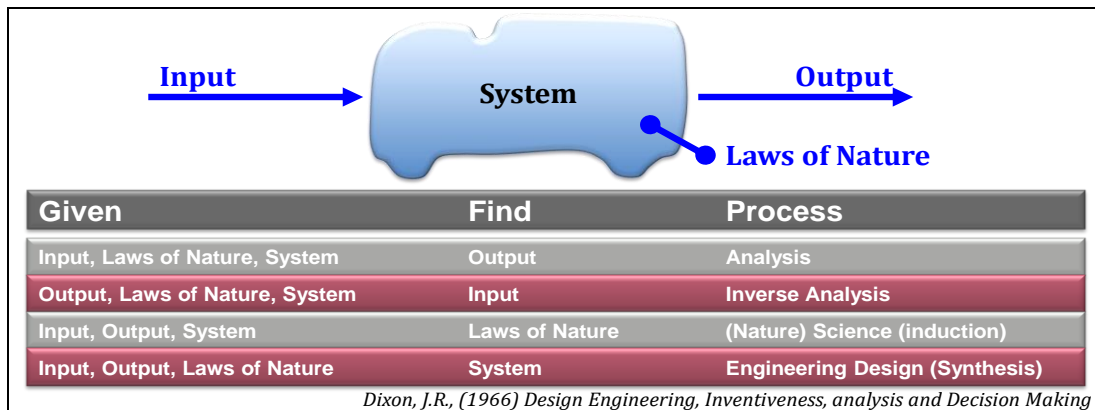 Input
System
Output
Laws of Nature
Given Find Process
Input, Laws of Nature, System Output Analysis
Output, Laws of Nature, System Input Inverse Analysis
Input, Output, System Laws of Nature (Nature) Science (induction)
Input, Output, Laws of Nature System Engineering Design (Synthesis)
Dixon, J.R., (1966) Design Engineering, Inventiveness, analysis and Decision Making